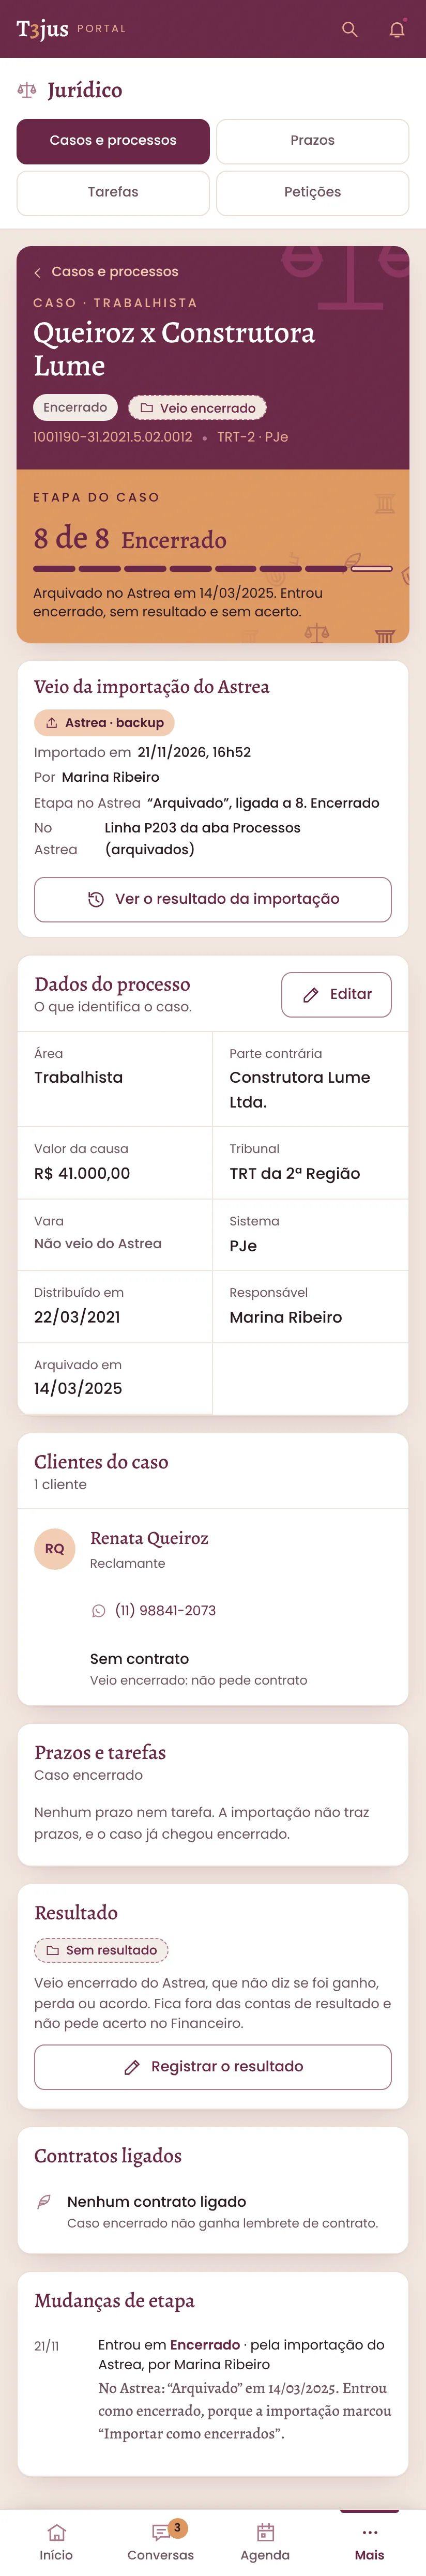 T3jus PORTAL
Jurídico
Casos e processos
Prazos
Tarefas
Petições
Casos e processos
CASO · TRABALHISTA
Queiroz x Construtora
Lume
Encerrado
Veio encerrado
1001190-31.2021.5.02.0012 • TRT-2 · PJe
ETAPA DO CASO
8 de 8 Encerrado
Arquivado no Astrea em 14/03/2025. Entrou
encerrado, sem resultado e sem acerto.
Veio da importação do Astrea
Astrea · backup
Importado em 21/11/2026, 16h52
Por Marina Ribeiro
Etapa no Astrea “Arquivado”, ligada a 8. Encerrado
No Astrea
Linha P203 da aba Processos
(arquivados)
Ver o resultado da importação
Dados do processo
O que identifica o caso.
Editar
Área
Trabalhista
Parte contrária
Construtora Lume
Ltda.
Valor da causa
R$ 41.000,00
Tribunal
TRT da 2ª Região
Vara
Não veio do Astrea
Sistema
PJe
Distribuído em
22/03/2021
Responsável
Marina Ribeiro
Arquivado em
14/03/2025
Clientes do caso
1 cliente
RQ
Renata Queiroz
Reclamante
(11) 98841-2073
Sem contrato
Veio encerrado: não pede contrato
Prazos e tarefas
Caso encerrado
Nenhum prazo nem tarefa. A importação não traz
prazos, e o caso já chegou encerrado.
Resultado
Sem resultado
Veio encerrado do Astrea, que não diz se foi ganho,
perda ou acordo. Fica fora das contas de resultado e
não pede acerto no Financeiro.
Registrar o resultado
Contratos ligados
Nenhum contrato ligado
Caso encerrado não ganha lembrete de contrato.
Mudanças de etapa
21/11
Entrou em Encerrado · pela importação do
Astrea, por Marina Ribeiro
No Astrea: “Arquivado” em 14/03/2025. Entrou
como encerrado, porque a importação marcou
“Importar como encerrados”.
Início
3
Conversas
Agenda
Mais